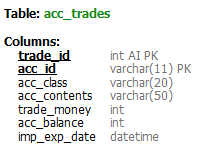 Table: acc_trades
Columns:
trade_id int AI PK
acc_id varchar(11) PK
acc_class varchar(20)
acc_contents varchar(50)
trade_money int
acc_balance int
imp_exp_date datetime